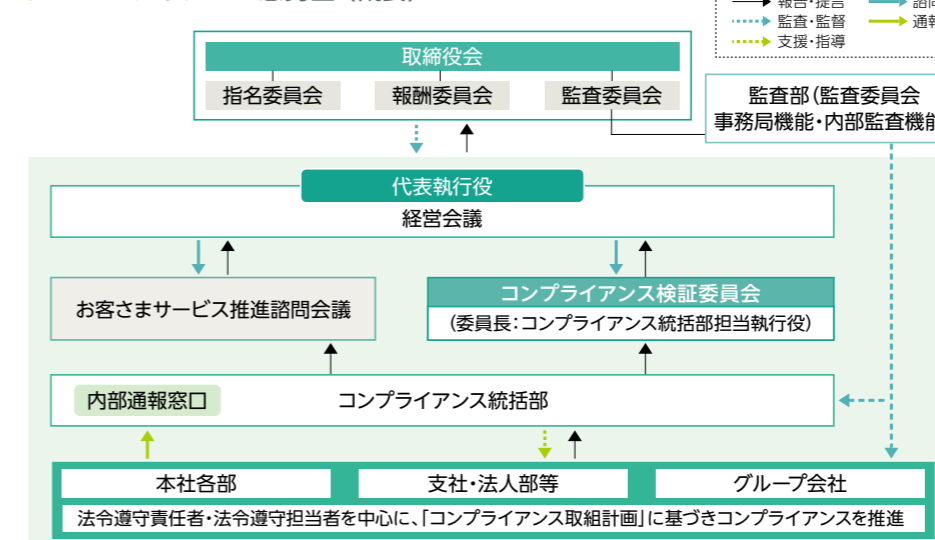 報告・提言
監査・監督
支援・指導
取締役会
指名委員会 報酬委員会 監査委員会
監査部(監査委員会
事務局機能・内部監査機能
代表執行役
経営会議
お客さまサービス推進諮問会議
コンプライアンス検証委員会
(委員長:コンプライアンス統括部担当執行役)
内部通報窓口 コンプライアンス統括部
本社各部 支社・法人部等 グループ会社
法令遵守責任者・法令遵守担当者を中心に、「コンプライアンス取組計画」に基づきコンプライアンスを推進